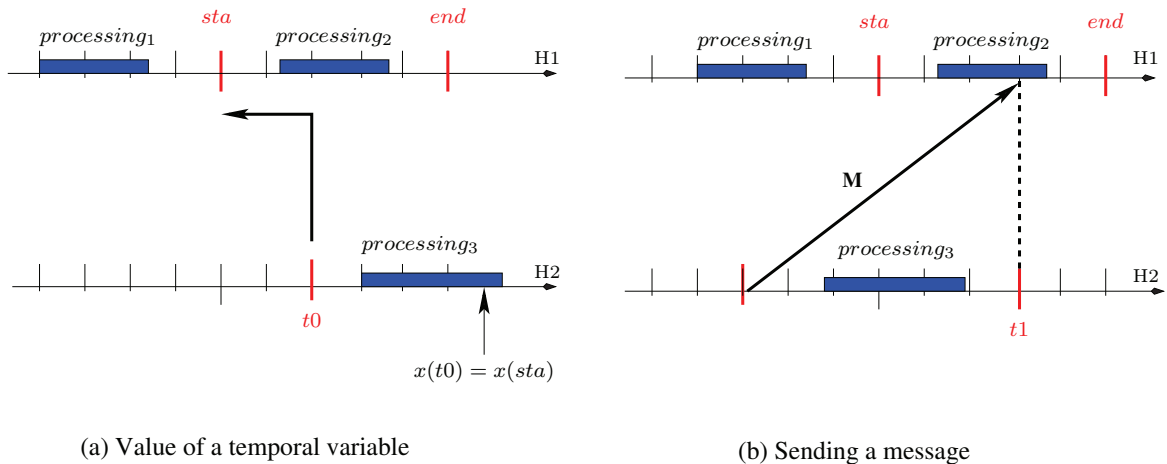 sta
end
processing₁
processing₂
H1
processing₃
H2
t0
x(t0) = x(sta)
(a) Value of a temporal variable
sta
end
processing₁
processing₂
H1
M
processing₃
H2
t1
(b) Sending a message